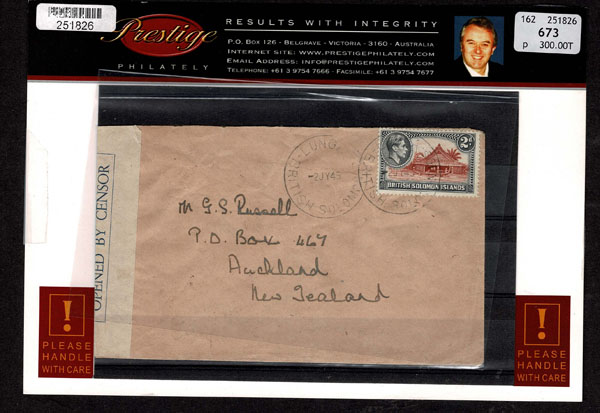 251826
Prestige
PHILATELY
RESULTS WITH INTEGRITY
P.O. BOX 126 - BELGRAVE - VICTORIA - 3160 - AUSTRALIA
INTERNET SITE: WWW.PRESTIGEPHILATELY.COM
EMAIL ADDRESS: INFO@PRESTIGEPHILATELY.COM
TELEPHONE: +61 3 9754 7666 - FACSIMILE: +61 3 9754 7677
162 251826
673
p 300.00T
OPENED BY CENSOR
-2JY45
2d
BRITISH SOLOMON ISLANDS
Mr G.S. Russell
P.O. Box 467
Auckland
New Zealand
!
PLEASE
HANDLE
WITH CARE
!
PLEASE
HANDLE
WITH CARE